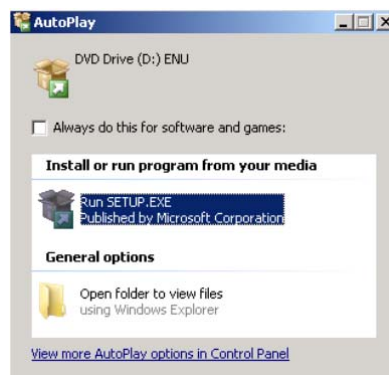 AutoPlay
DVD Drive (D:) ENU
Always do this for software and games:
Install or run program from your media
Run SETUP.EXE
Published by Microsoft Corporation
General options
Open folder to view files
using Windows Explorer
View more AutoPlay options in Control Panel